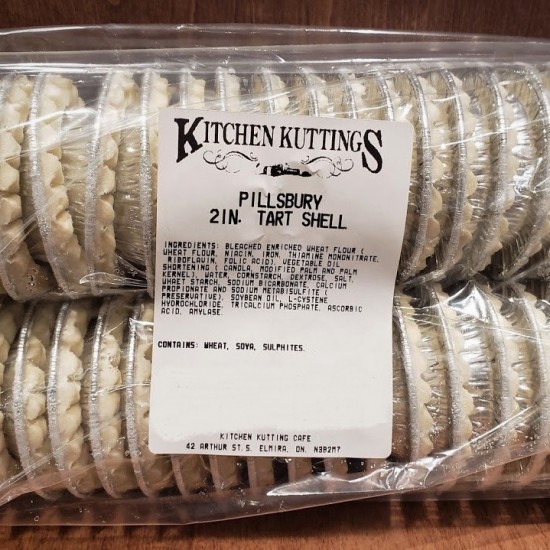 KITCHEN KUTTINGS
PILLSBURY
2IN. TART SHELL
INGREDIENTS: BLEACHED ENRICHED WHEAT FLOUR (
WHEAT FLOUR, NIACIN, IRON, THIAMINE MONONITRATE,
RIBOFLAVIN, FOLIC ACID), VEGETABLE OIL
SHORTENING ( CANOLA, MODIFIED PALM AND PALM
KERNEL), WATER, CORNSTARCH, DEXTROSE, SALT,
WHAET STARCH, SODIUM BICARBONATE, CALCIUM
PROPIONATE AND SODIUM METABISULFITE (
PRESERVATIVE), SOYBEAN OIL, L-CYSTENE
HYDROCHLORIDE, TRICALCIUM PHOSPHATE, ASCORBIC
ACID, AMYLASE.
CONTAINS: WHEAT, SOYA, SULPHITES.
KITCHEN KUTTING CAFE
42 ARTHUR ST.S. ELMIRA, ON. N3B2M7